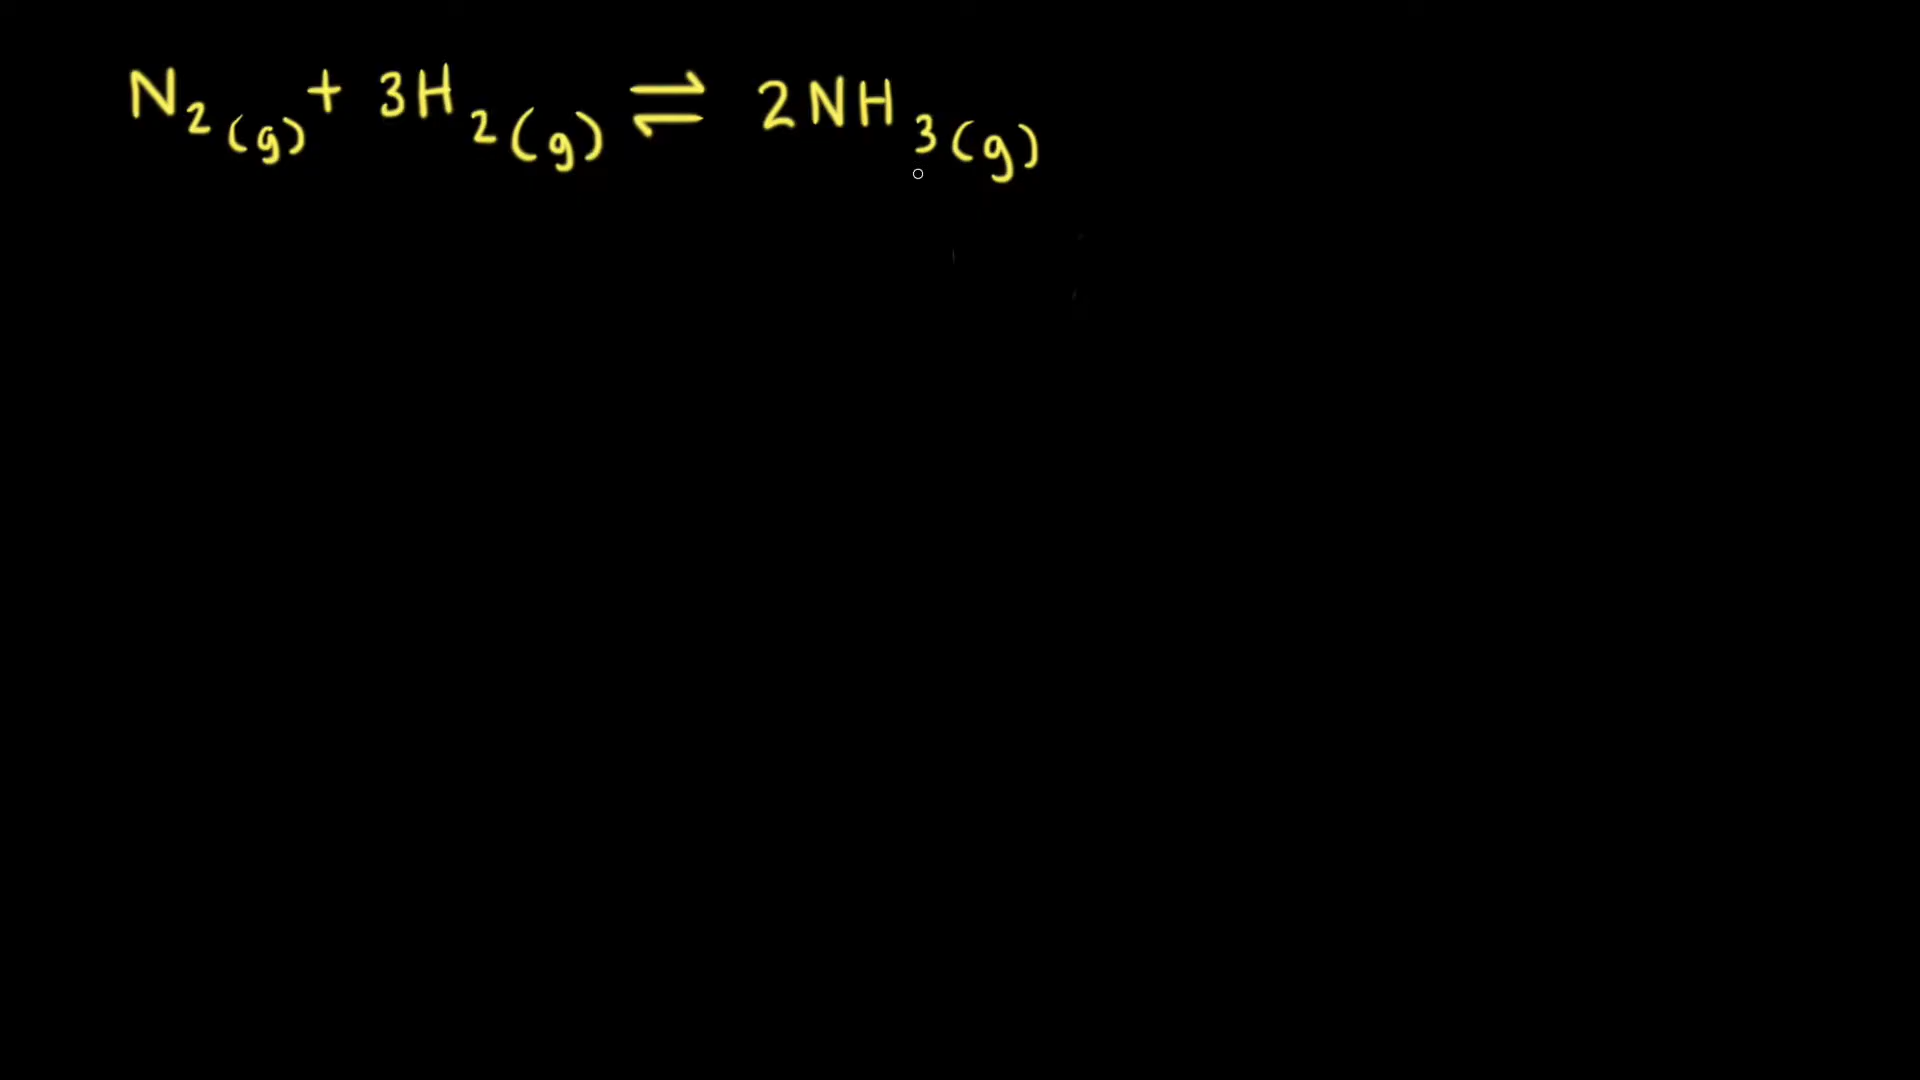 N₂(g) + 3H₂(g) ⇌ 2NH₃(g)